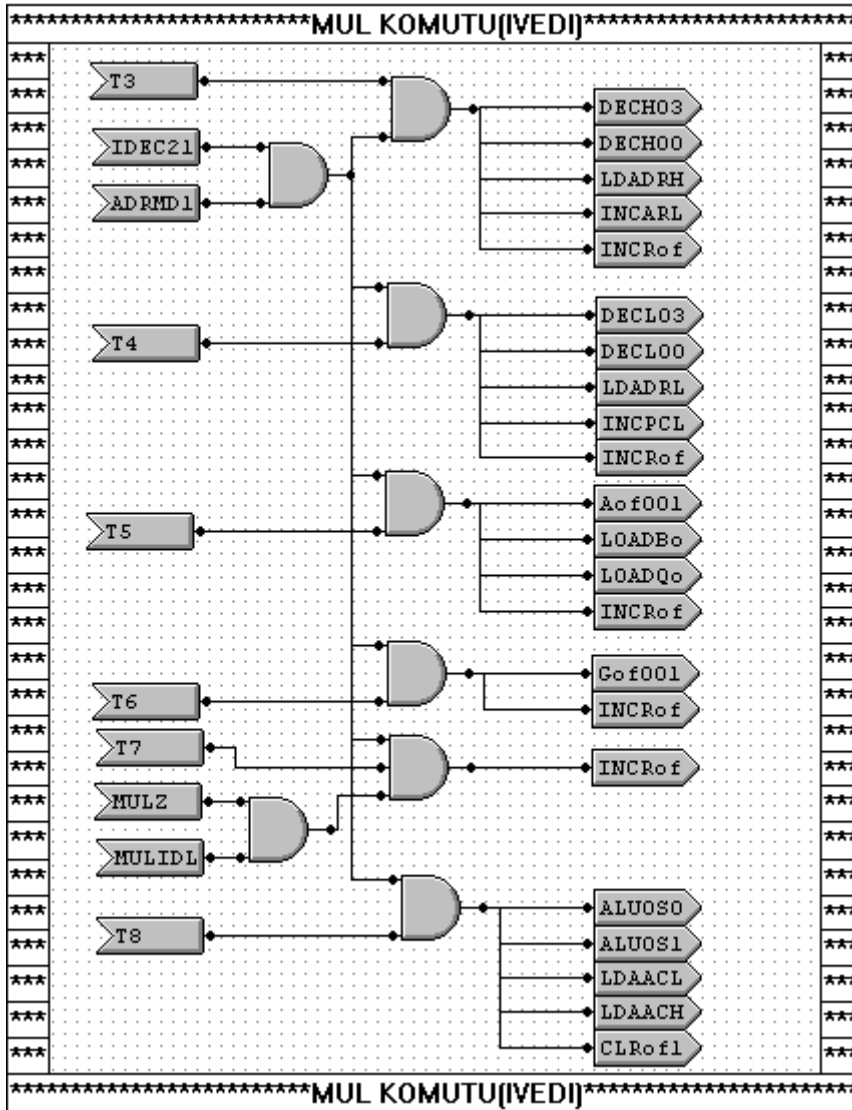 **********************MUL KOMUTU(IVEDI)********************
T3
DECH03
IDEC21
DECH00
ADRMD1
LDADRH
INCARL
INCRof
T4
DECL03
DECL00
LDADRL
INCPCL
INCRof
T5
Aof001
LOADBo
LOADQo
INCRof
T6
Gof001
INCRof
T7
INCRof
MULZ
MULIDL
T8
ALUOS0
ALUOS1
LDAACL
LDAACH
CLRof1
**********************MUL KOMUTU(IVEDI)********************